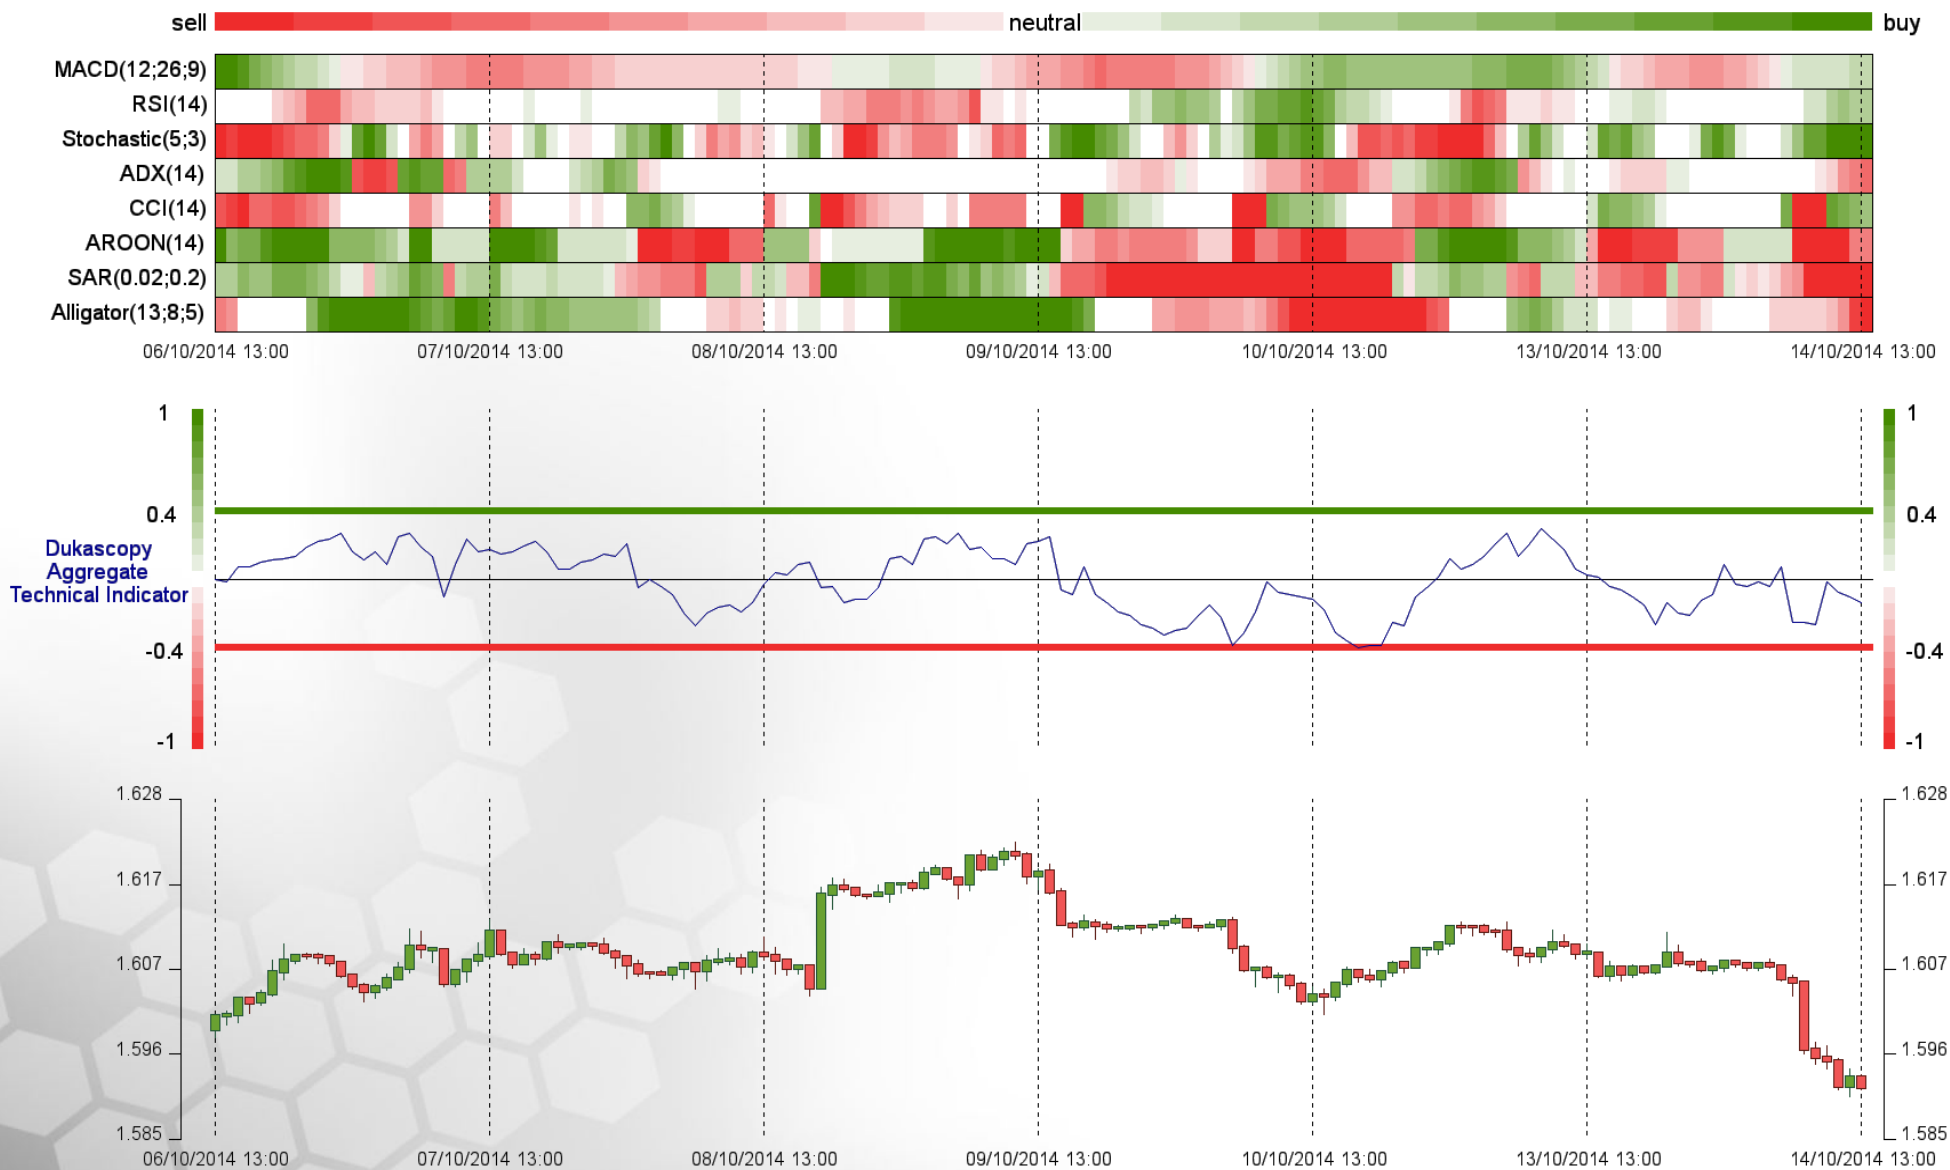 sell neutral buy
MACD(12;26;9)
RSI(14)
Stochastic(5;3)
ADX(14)
CCI(14)
AROON(14)
SAR(0.02;0.2)
Alligator(13;8;5)
06/10/2014 13:00 07/10/2014 13:00 08/10/2014 13:00 09/10/2014 13:00 10/10/2014 13:00 13/10/2014 13:00 14/10/2014 13:00
1 1
0.4 0.4
Dukascopy
Aggregate
Technical Indicator
-0.4 -0.4
-1 -1
1.628 1.628
1.617 1.617
1.607 1.607
1.596 1.596
1.585 1.585
06/10/2014 13:00 07/10/2014 13:00 08/10/2014 13:00 09/10/2014 13:00 10/10/2014 13:00 13/10/2014 13:00 14/10/2014 13:00